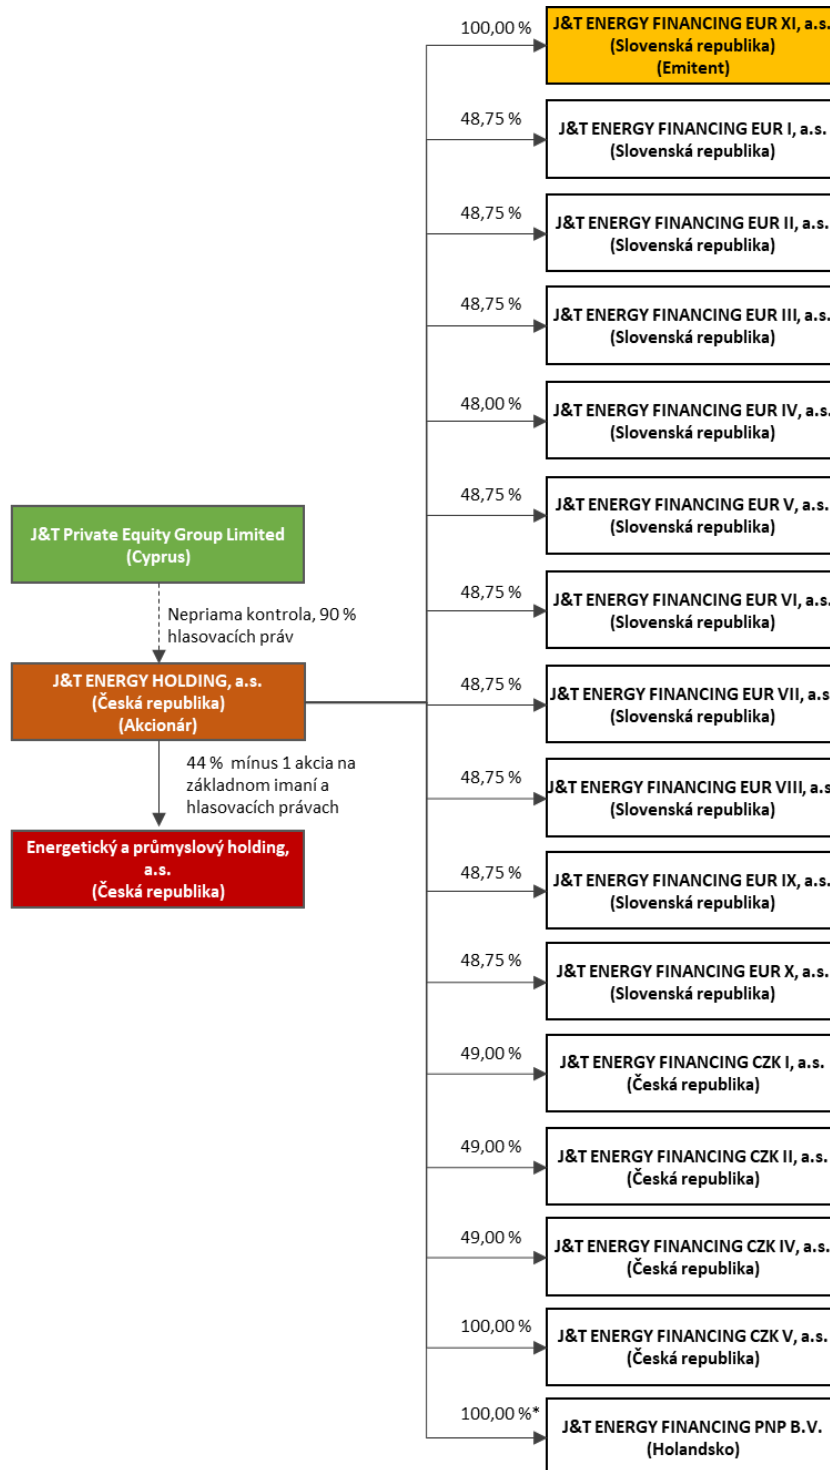 100,00 %
J&T ENERGY FINANCING EUR XI, a.s.
(Slovenská republika)
(Emitent)
48,75 %
J&T ENERGY FINANCING EUR I, a.s.
(Slovenská republika)
48,75 %
J&T ENERGY FINANCING EUR II, a.s.
(Slovenská republika)
48,75 %
J&T ENERGY FINANCING EUR III, a.s.
(Slovenská republika)
48,00 %
J&T ENERGY FINANCING EUR IV, a.s.
(Slovenská republika)
48,75 %
J&T ENERGY FINANCING EUR V, a.s.
(Slovenská republika)
J&T Private Equity Group Limited
(Cyprus)
Nepriama kontrola, 90 %
hlasovacích práv
48,75 %
J&T ENERGY FINANCING EUR VI, a.s.
(Slovenská republika)
J&T ENERGY HOLDING, a.s.
(Česká republika)
(Akcionár)
48,75 %
J&T ENERGY FINANCING EUR VII, a.s
(Slovenská republika)
44 % mínus 1 akcia na
základnom imaní a
hlasovacích právach
48,75 %
J&T ENERGY FINANCING EUR VIII, a.s
(Slovenská republika)
Energetický a průmyslový holding,
a.s.
(Česká republika)
48,75 %
J&T ENERGY FINANCING EUR IX, a.s.
(Slovenská republika)
48,75 %
J&T ENERGY FINANCING EUR X, a.s.
(Slovenská republika)
49,00 %
J&T ENERGY FINANCING CZK I, a.s.
(Česká republika)
49,00 %
J&T ENERGY FINANCING CZK II, a.s.
(Česká republika)
49,00 %
J&T ENERGY FINANCING CZK IV, a.s.
(Česká republika)
100,00 %
J&T ENERGY FINANCING CZK V, a.s.
(Česká republika)
100,00 %*
J&T ENERGY FINANCING PNP B.V.
(Holandsko)